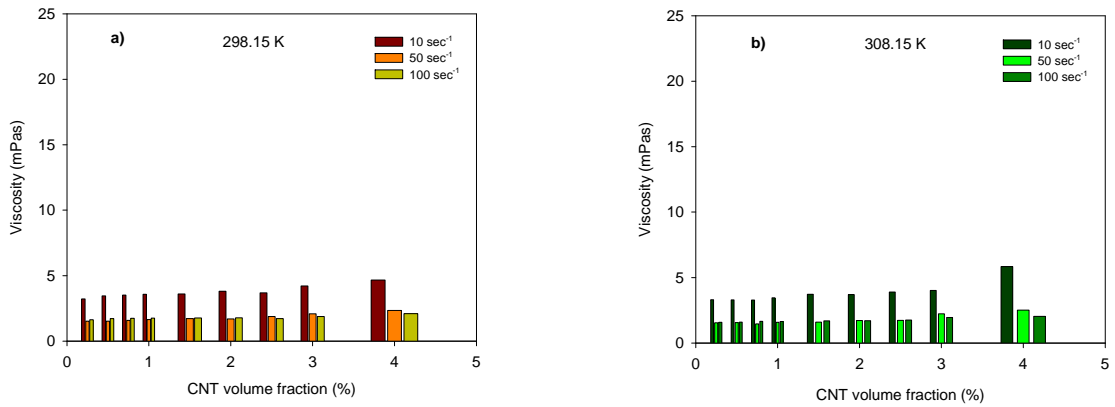 a)
298.15 K
10 sec⁻¹
50 sec⁻¹
100 sec⁻¹
25
20
15
10
5
0
Viscosity (mPas)
0 1 2 3 4 5
CNT volume fraction (%)
b)
308.15 K
10 sec⁻¹
50 sec⁻¹
100 sec⁻¹
25
20
15
10
5
0
Viscosity (mPas)
0 1 2 3 4 5
CNT volume fraction (%)